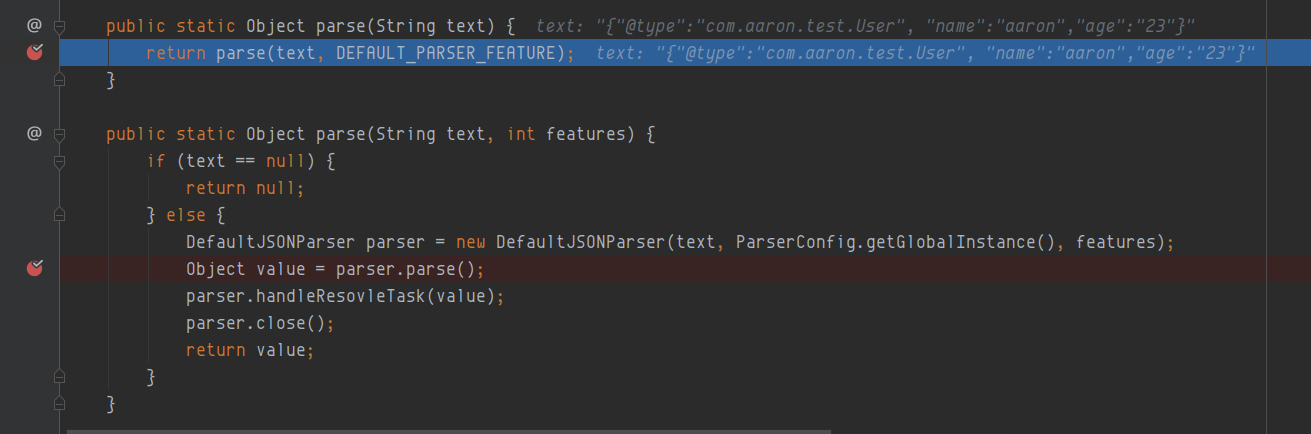 @ public static Object parse(String text) { text: "{"@type":"com.aaron.test.User", "name":"aaron","age":"23"}"
return parse(text, DEFAULT_PARSER_FEATURE); text: "{"@type":"com.aaron.test.User", "name":"aaron","age":"23"}"
}
@ public static Object parse(String text, int features) {
if (text == null) {
return null;
} else {
DefaultJSONParser parser = new DefaultJSONParser(text, ParserConfig.getGlobalInstance(), features);
Object value = parser.parse();
parser.handleResovleTask(value);
parser.close();
return value;
}
}